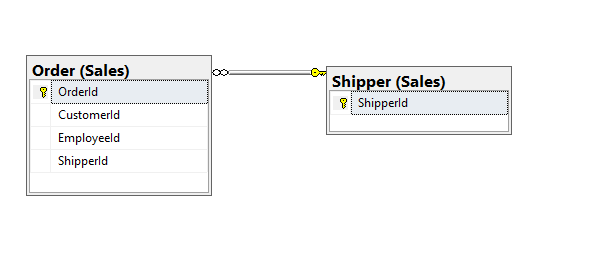 Order (Sales)
OrderId
CustomerId
EmployeeId
ShipperId
Shipper (Sales)
ShipperId